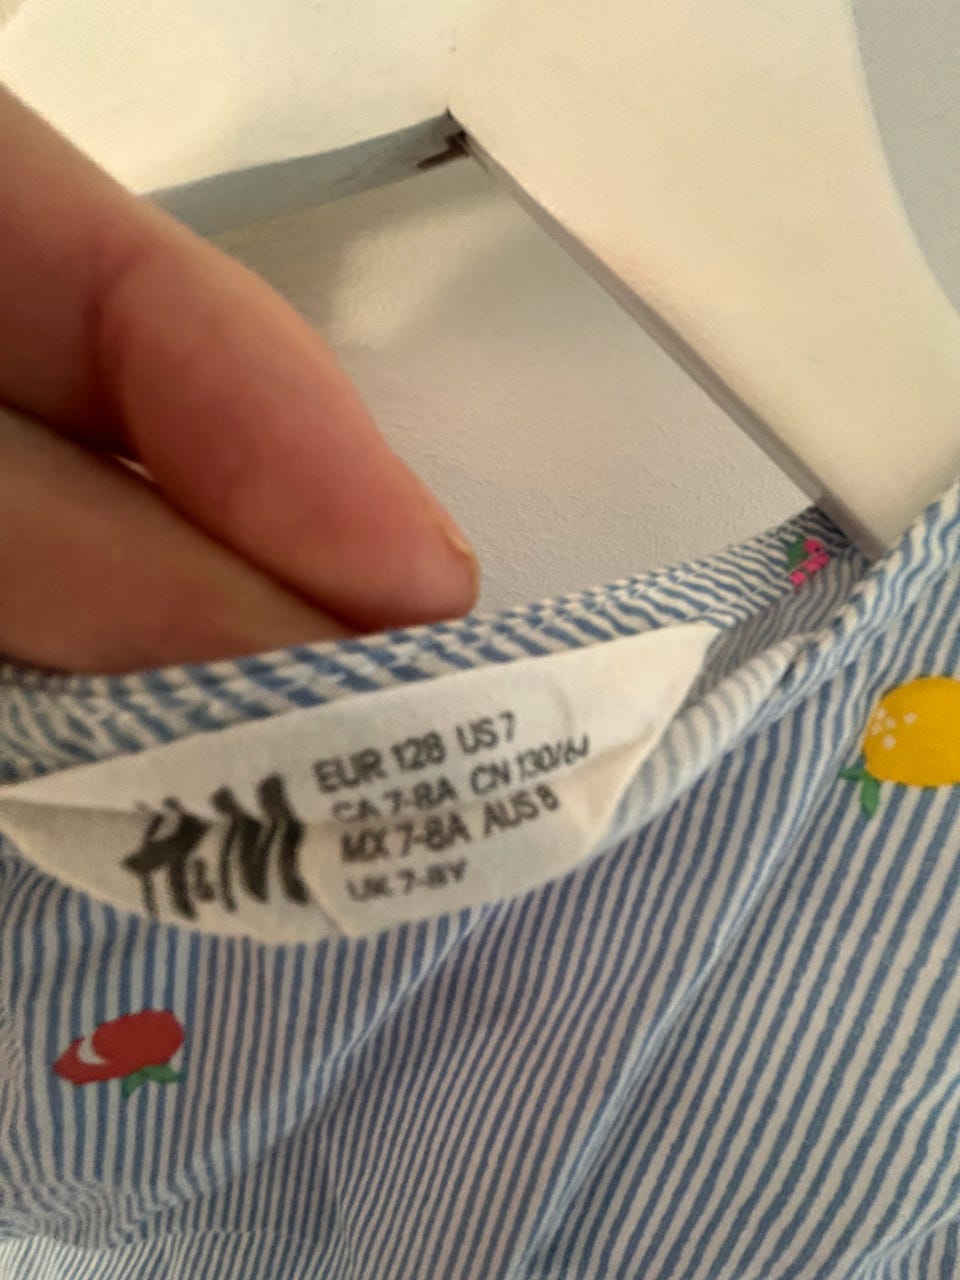 H&M
EUR 128 US 7
CA 7-8A CN 130/64
MX 7-8A AUS 8
UK 7-8Y